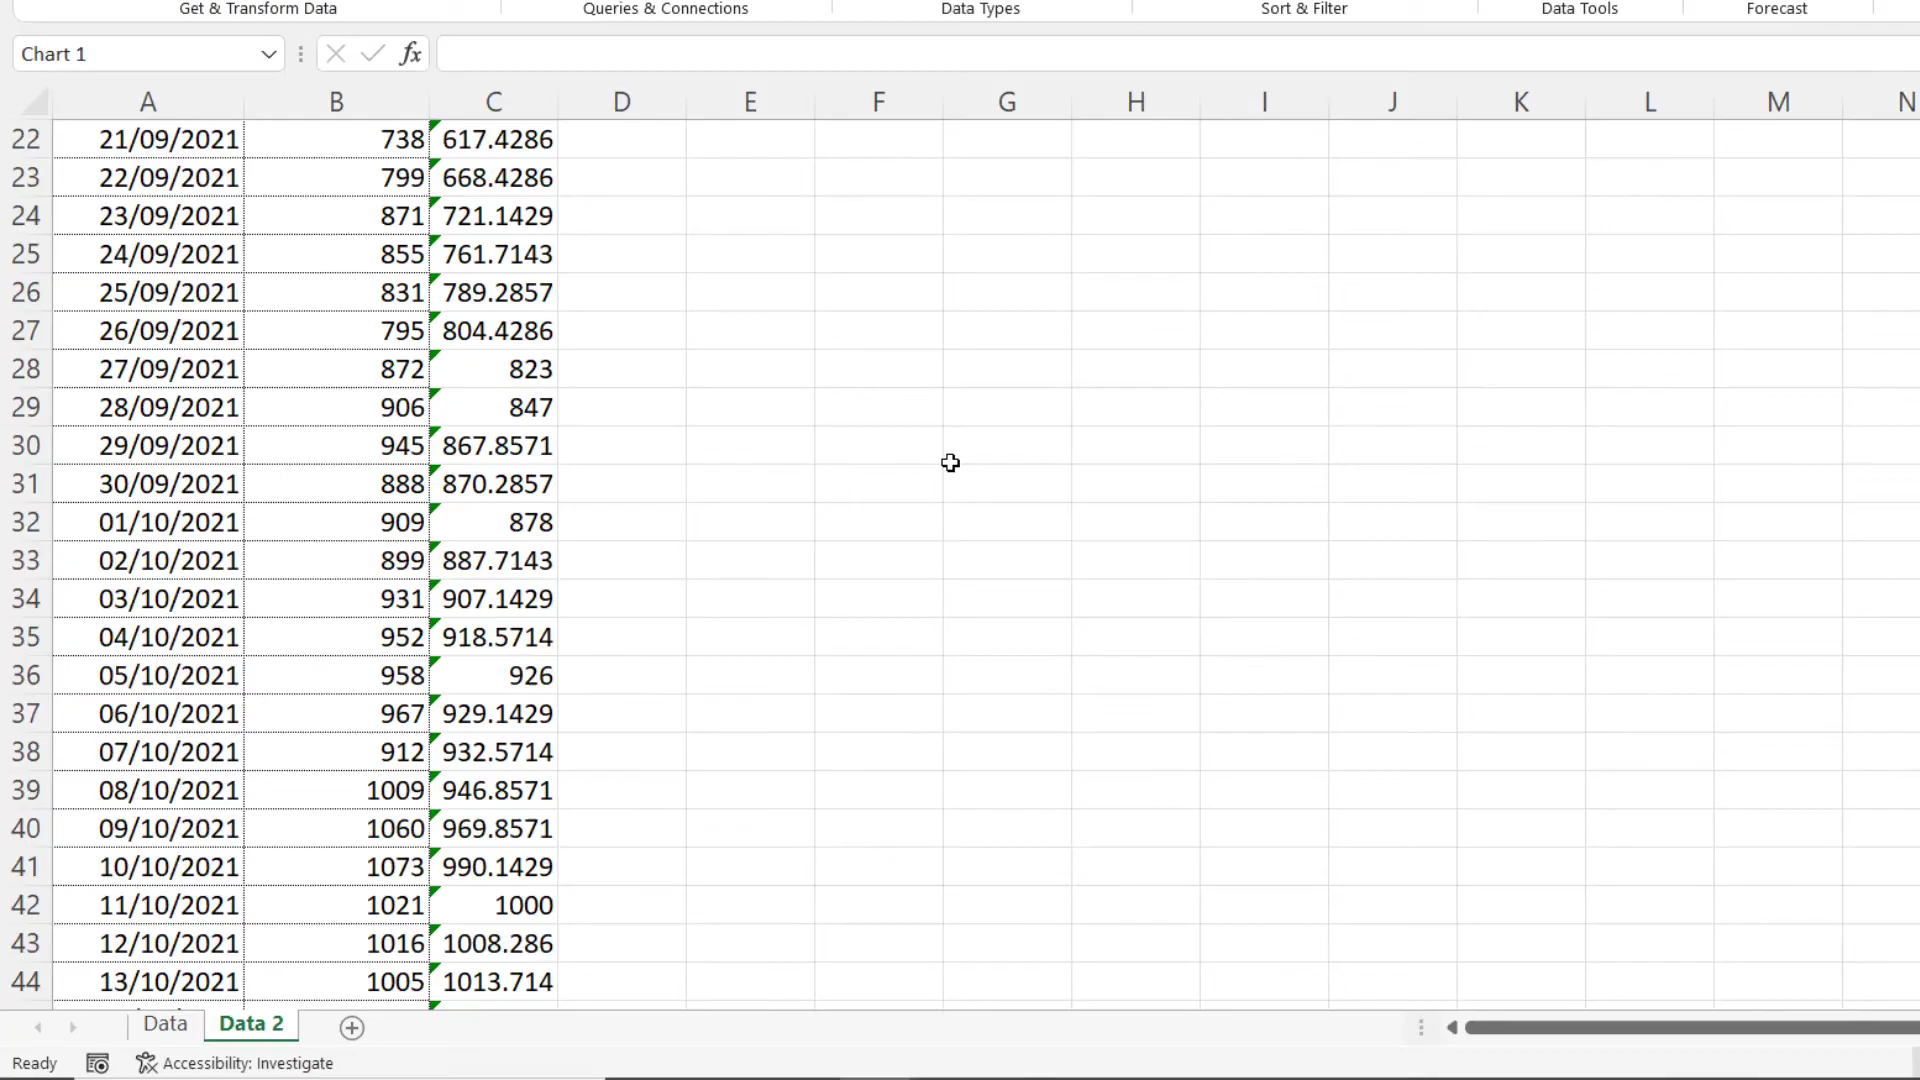 Get & Transform Data Queries & Connections Data Types Sort & Filter Data Tools Forecast
Chart 1 fx
A B C D E F G H I J K L M N
22 21/09/2021 738 617.4286
23 22/09/2021 799 668.4286
24 23/09/2021 871 721.1429
25 24/09/2021 855 761.7143
26 25/09/2021 831 789.2857
27 26/09/2021 795 804.4286
28 27/09/2021 872 823
29 28/09/2021 906 847
30 29/09/2021 945 867.8571
31 30/09/2021 888 870.2857
32 01/10/2021 909 878
33 02/10/2021 899 887.7143
34 03/10/2021 931 907.1429
35 04/10/2021 952 918.5714
36 05/10/2021 958 926
37 06/10/2021 967 929.1429
38 07/10/2021 912 932.5714
39 08/10/2021 1009 946.8571
40 09/10/2021 1060 969.8571
41 10/10/2021 1073 990.1429
42 11/10/2021 1021 1000
43 12/10/2021 1016 1008.286
44 13/10/2021 1005 1013.714
Data Data 2
Ready Accessibility: Investigate